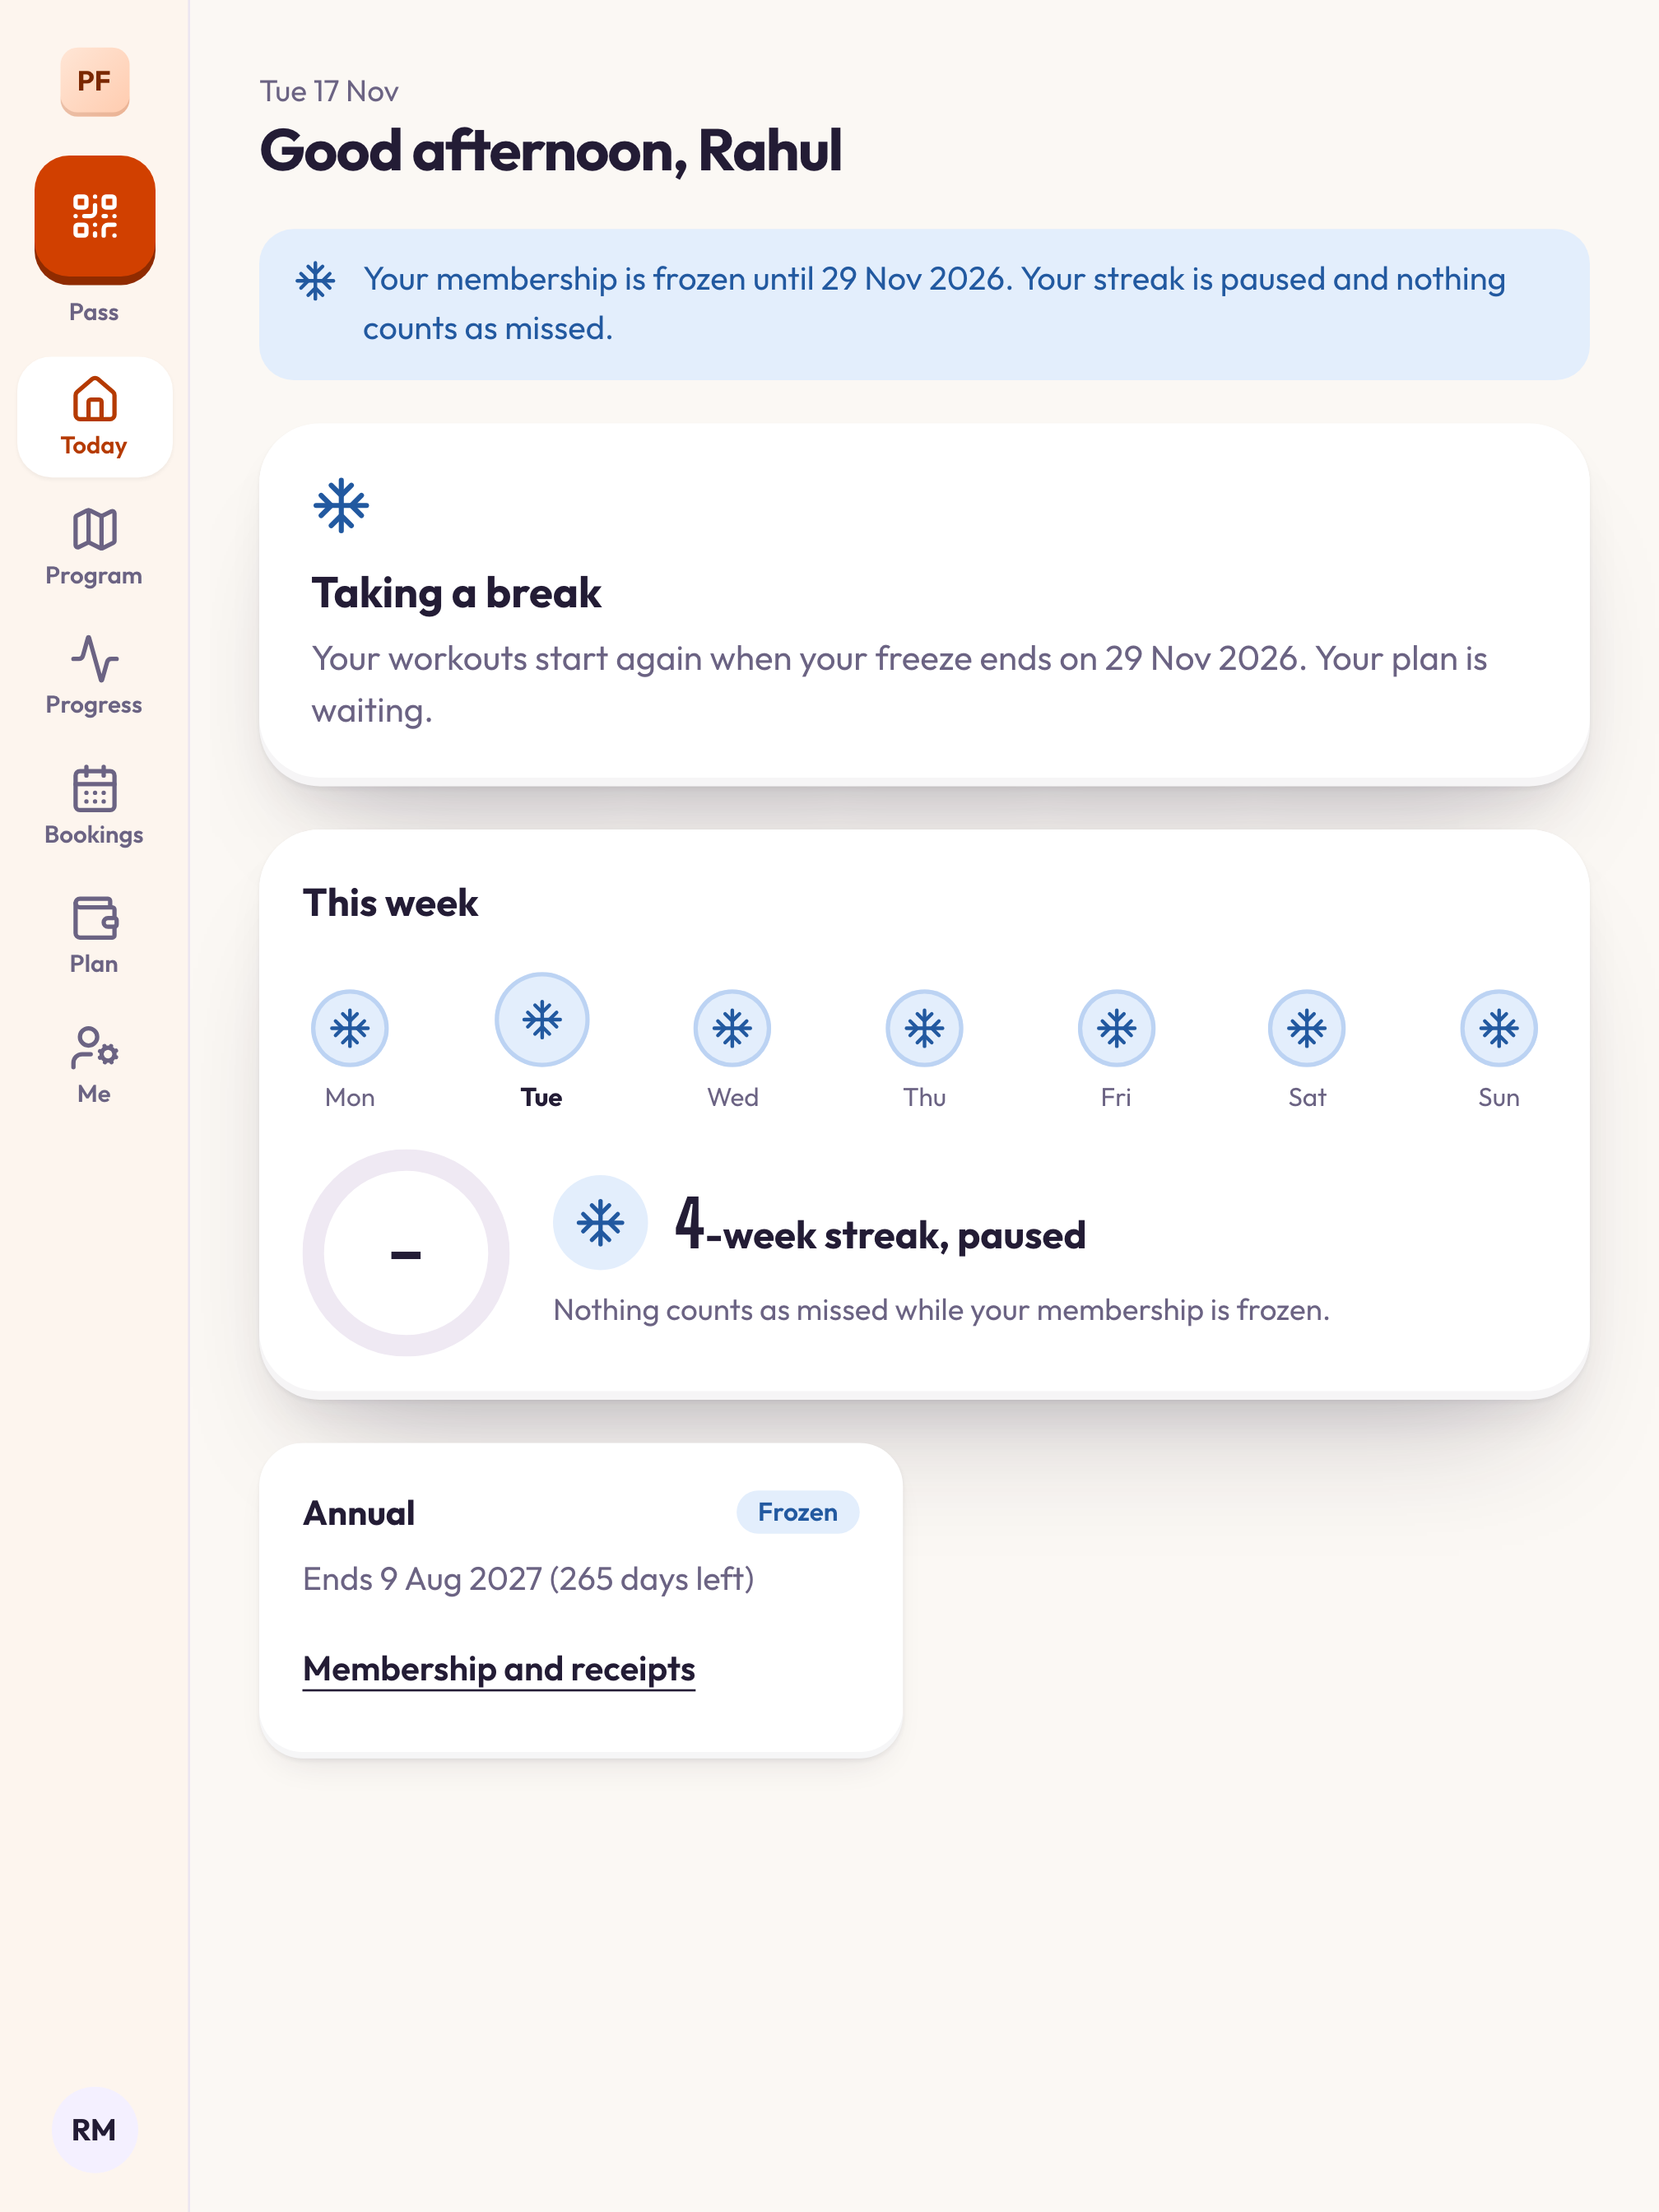 PF
Pass
Today
Program
Progress
Bookings
Plan
Me
RM
Tue 17 Nov
Good afternoon, Rahul
Your membership is frozen until 29 Nov 2026. Your streak is paused and nothing
counts as missed.
Taking a break
Your workouts start again when your freeze ends on 29 Nov 2026. Your plan is
waiting.
This week
Mon Tue Wed Thu Fri Sat Sun
–
4-week streak, paused
Nothing counts as missed while your membership is frozen.
Annual Frozen
Ends 9 Aug 2027 (265 days left)
Membership and receipts